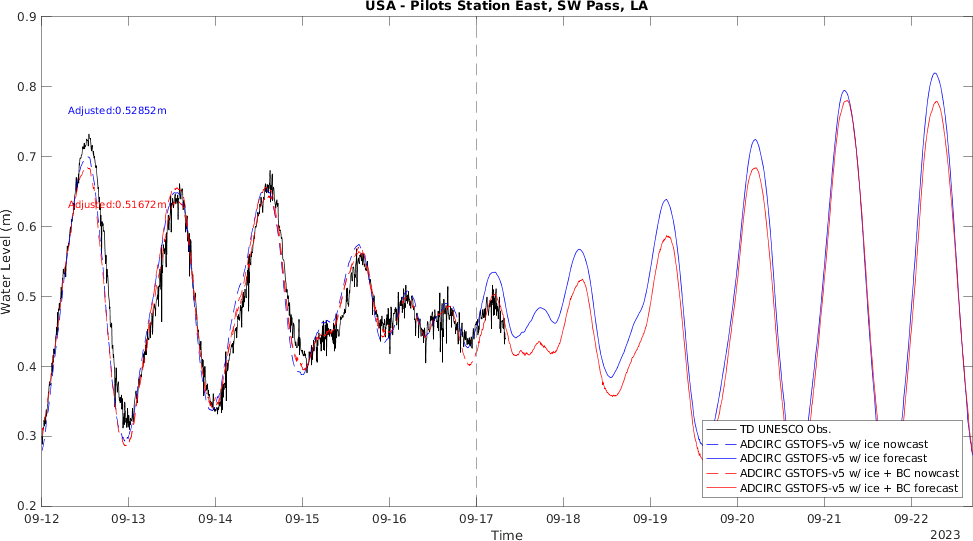 USA - Pilots Station East, SW Pass, LA
0.9
0.8
Adjusted:0.52852m
0.7
Adjusted:0.51672m
0.6
Water Level (m)
0.5
0.4
0.3
TD UNESCO Obs.
ADCIRC GSTOFS-v5 w/ ice nowcast
ADCIRC GSTOFS-v5 w/ ice forecast
ADCIRC GSTOFS-v5 w/ ice + BC nowcast
ADCIRC GSTOFS-v5 w/ ice + BC forecast
0.2
09-12 09-13 09-14 09-15 09-16 09-17 09-18 09-19 09-20 09-21 09-22
Time
2023